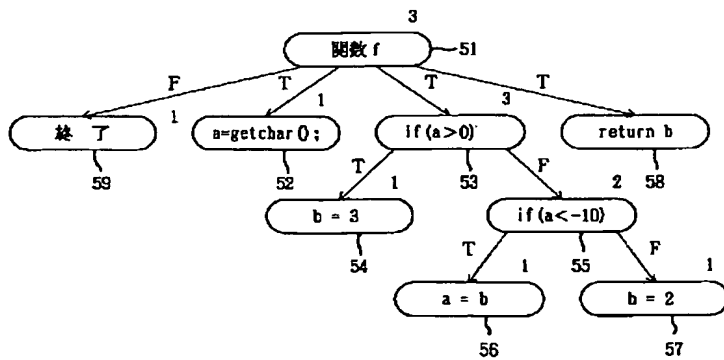 3
関数 f
51
F
T
T
T
1
1
3
終 了
a=getchar();
if(a>0)
return b
59
52
T
53
F
58
1
2
b = 3
if(a<-10}
54
T
55
F
1
1
a = b
b = 2
56
57